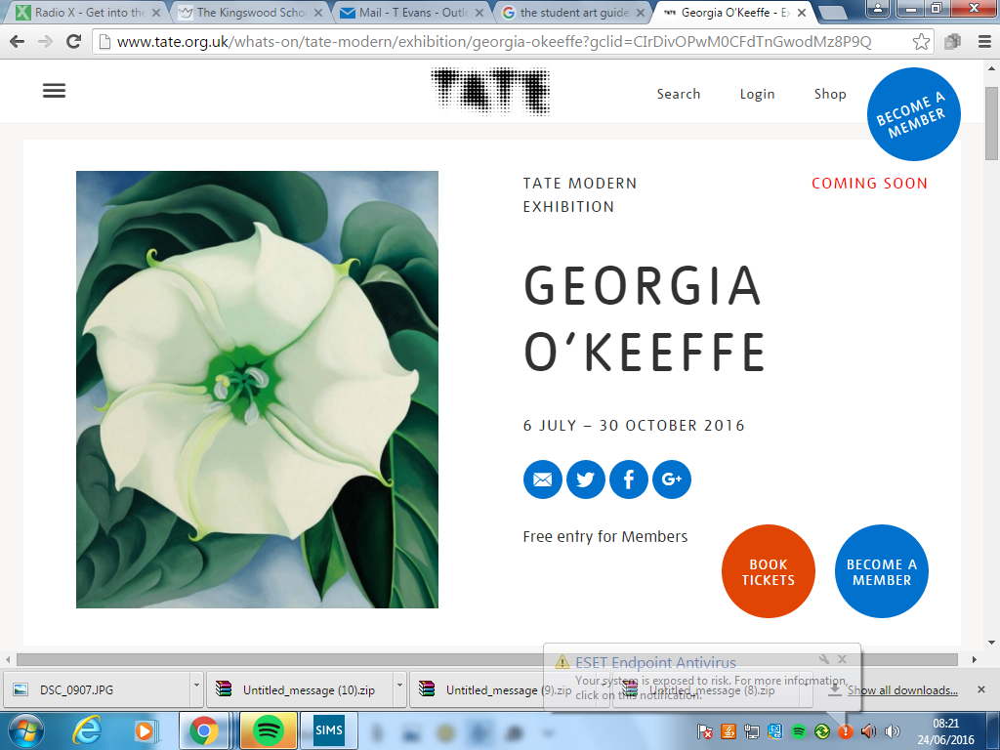 Radio X - Get into the
The Kingswood Scho
Mail - T Evans - Outl
the student art guide
TATE Georgia O'Keeffe - Ex
www.tate.org.uk/whats-on/tate-modern/exhibition/georgia-okeeffe?gclid=CIrDivOPwM0CFdTnGwodMz8P9Q
TATE
Search Login Shop
BECOME A
MEMBER
TATE MODERN
EXHIBITION
COMING SOON
GEORGIA
O'KEEFFE
6 JULY – 30 OCTOBER 2016
G+
Free entry for Members
BOOK
TICKETS
BECOME A
MEMBER
ESET Endpoint Antivirus
Your system is exposed to risk. For more information,
click on this notification.
DSC_0907.JPG
Untitled_message (10).zip
Untitled_message (9).zip
Untitled_message (8).zip
Show all downloads...
SIMS
08:21
24/06/2016